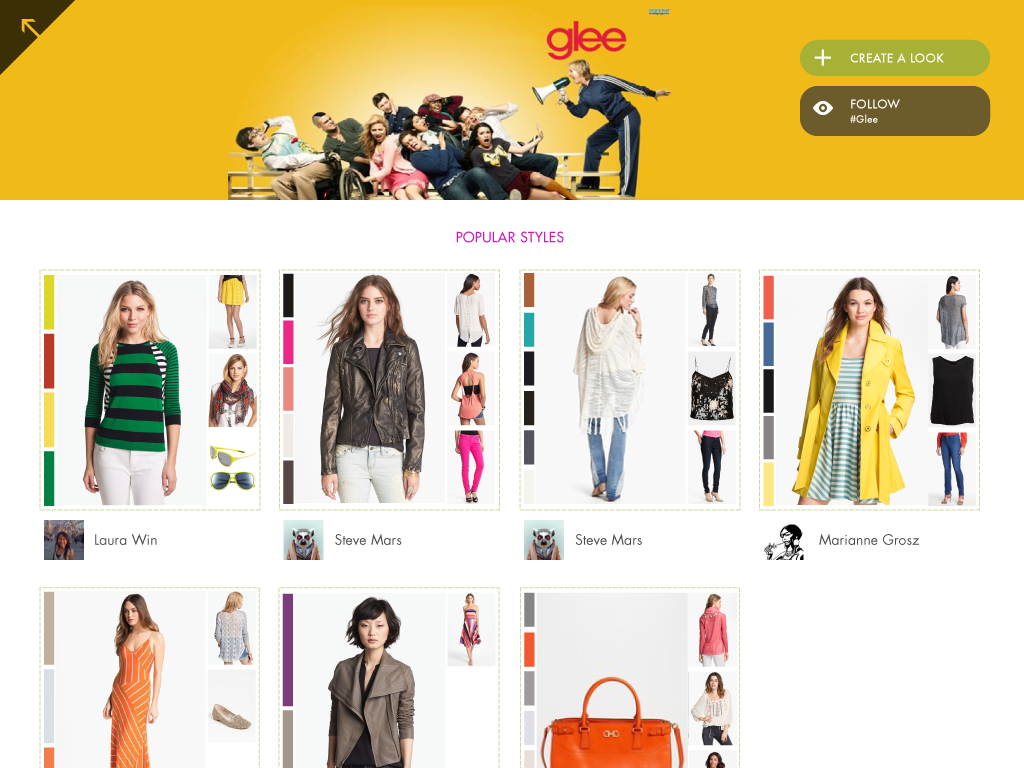 glee
CREATE A LOOK
FOLLOW
#Glee
POPULAR STYLES
Laura Win
Steve Mars
Steve Mars
Marianne Grosz